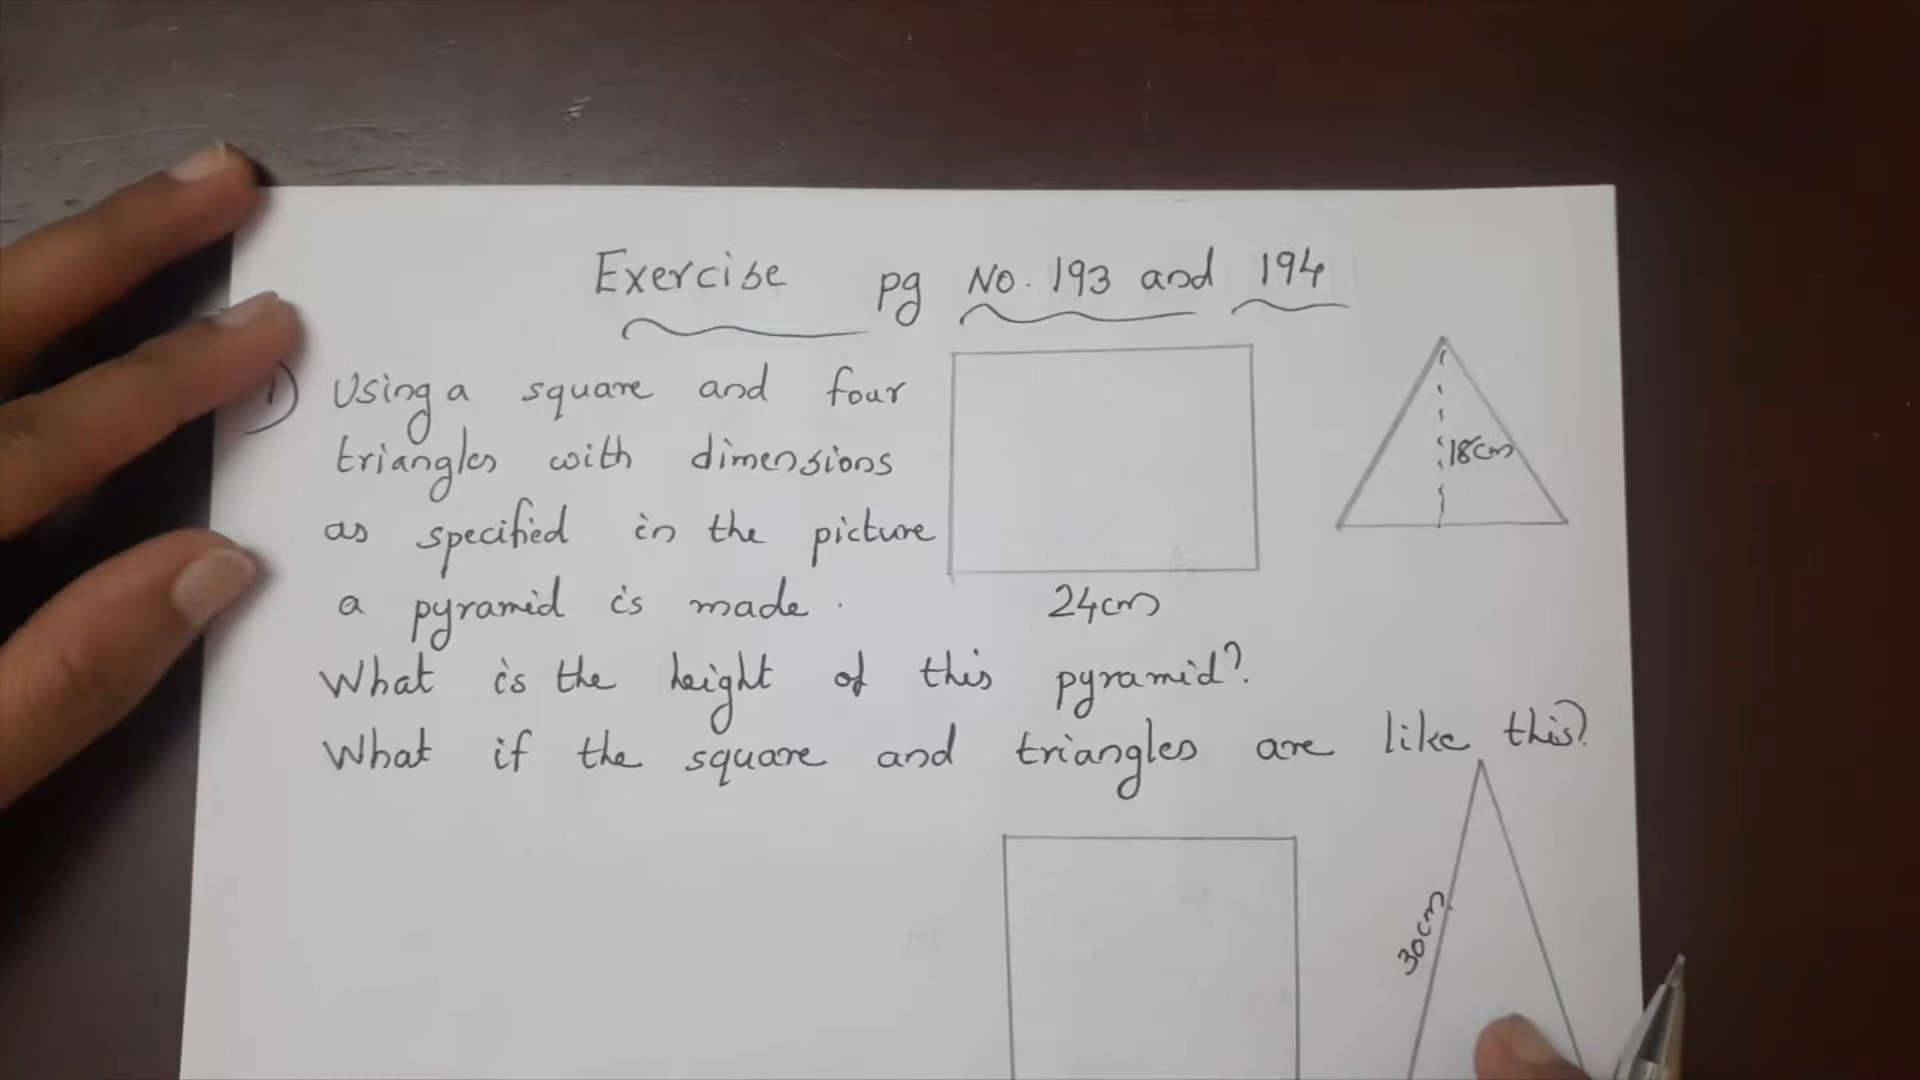 Exercise pg No. 193 and 194
1) Using a square and four
triangles with dimensions
as specified in the picture
a pyramid is made.
18cm
24cm
What is the height of this pyramid?
What if the square and triangles are like this?
30cm